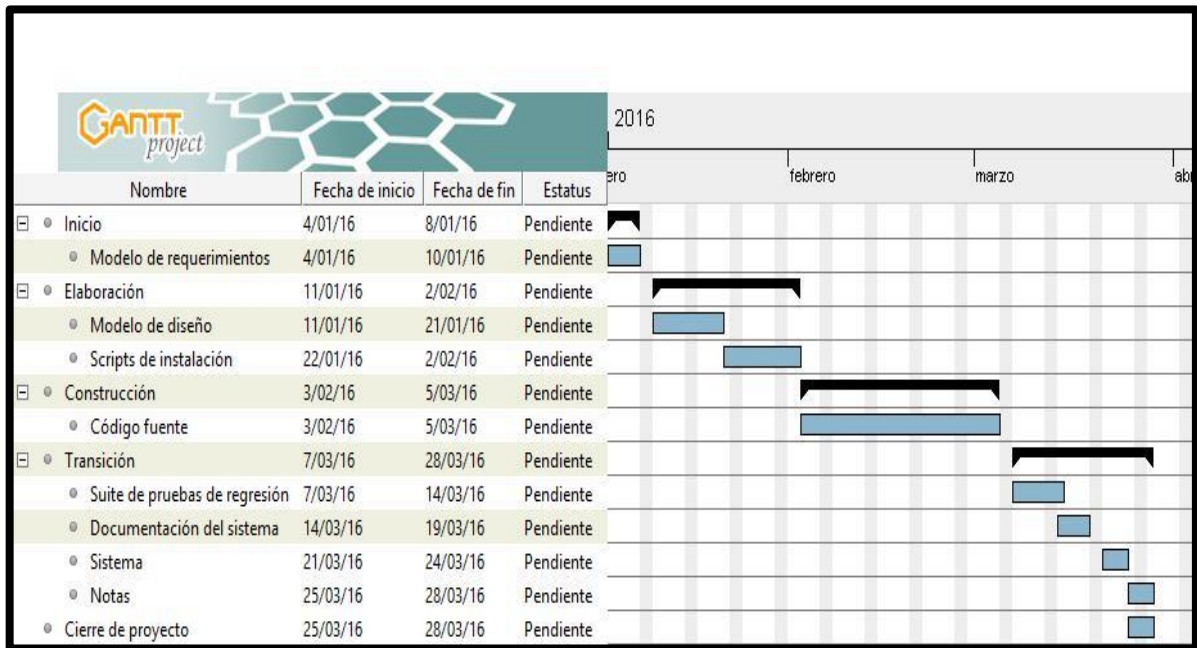 GANTT
project
2016
ero febrero marzo abr
Nombre Fecha de inicio Fecha de fin Estatus
Inicio 4/01/16 8/01/16 Pendiente
Modelo de requerimientos 4/01/16 10/01/16 Pendiente
Elaboración 11/01/16 2/02/16 Pendiente
Modelo de diseño 11/01/16 21/01/16 Pendiente
Scripts de instalación 22/01/16 2/02/16 Pendiente
Construcción 3/02/16 5/03/16 Pendiente
Código fuente 3/02/16 5/03/16 Pendiente
Transición 7/03/16 28/03/16 Pendiente
Suite de pruebas de regresión 7/03/16 14/03/16 Pendiente
Documentación del sistema 14/03/16 19/03/16 Pendiente
Sistema 21/03/16 24/03/16 Pendiente
Notas 25/03/16 28/03/16 Pendiente
Cierre de proyecto 25/03/16 28/03/16 Pendiente